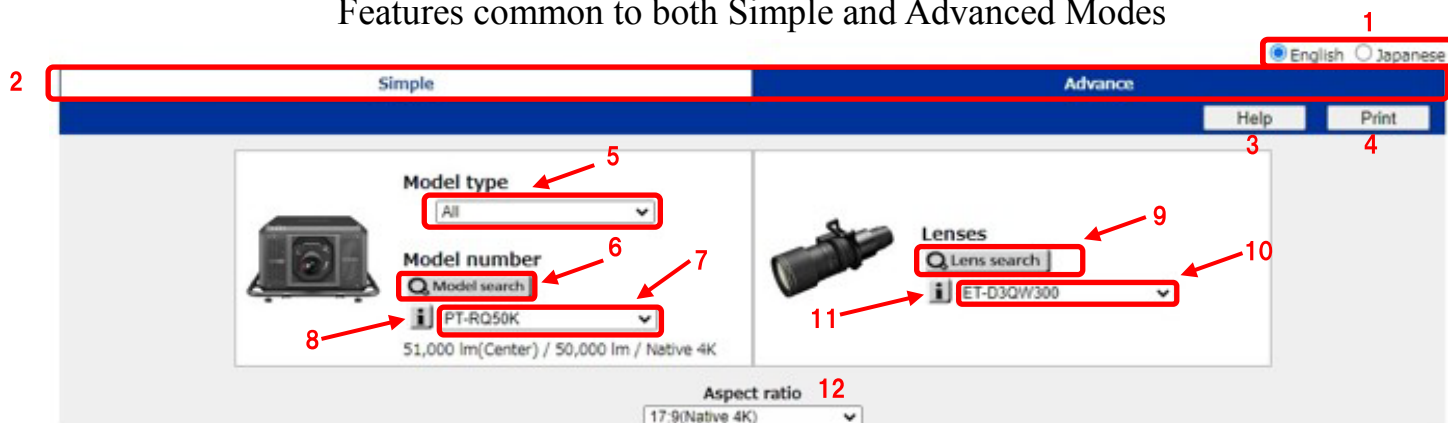 Features common to both Simple and Advanced Modes
1
English Japanese
2 Simple Advance
Help Print
3 4
5
Model type
All
9
Lenses
6 7 10
Model number
Lens search
Model search
i ET-D3QW300
i PT-RQ50K
11
8
51,000 lm(Center) / 50,000 lm / Native 4K
Aspect ratio 12
17:9(Native 4K)